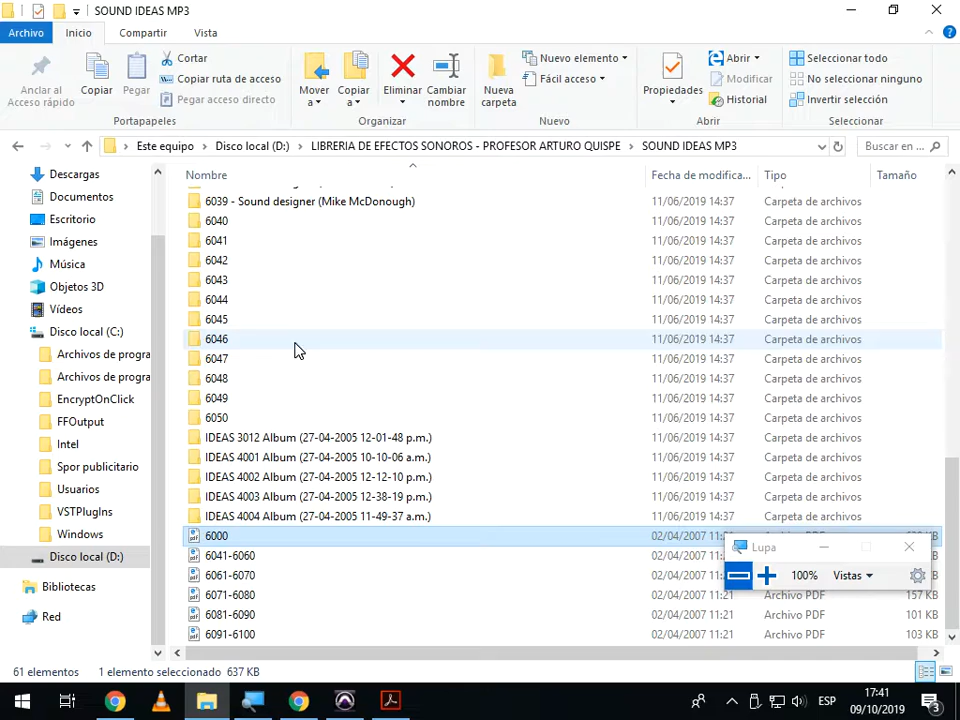 SOUND IDEAS MP3
Archivo Inicio Compartir Vista
Anclar al Acceso rápido
Copiar
Pegar
Cortar
Copiar ruta de acceso
Pegar acceso directo
Portapapeles
Mover a
Copiar a
Eliminar
Cambiar nombre
Organizar
Nueva carpeta
Nuevo elemento
Fácil acceso
Nuevo
Propiedades
Abrir
Modificar
Historial
Abrir
Seleccionar todo
No seleccionar ninguno
Invertir selección
Seleccionar
Este equipo > Disco local (D:) > LIBRERIA DE EFECTOS SONOROS - PROFESOR ARTURO QUISPE > SOUND IDEAS MP3
Buscar en ...
Descargas
Documentos
Escritorio
Imágenes
Música
Objetos 3D
Vídeos
Disco local (C:)
Archivos de progra
Archivos de progra
EncryptOnClick
FFOutput
Intel
Spor publicitario
Usuarios
VSTPlugIns
Windows
Disco local (D:)
Bibliotecas
Red
Nombre Fecha de modifica... Tipo Tamaño
6039 - Sound designer (Mike McDonough) 11/06/2019 14:37 Carpeta de archivos
6040 11/06/2019 14:37 Carpeta de archivos
6041 11/06/2019 14:37 Carpeta de archivos
6042 11/06/2019 14:37 Carpeta de archivos
6043 11/06/2019 14:37 Carpeta de archivos
6044 11/06/2019 14:37 Carpeta de archivos
6045 11/06/2019 14:37 Carpeta de archivos
6046 11/06/2019 14:37 Carpeta de archivos
6047 11/06/2019 14:37 Carpeta de archivos
6048 11/06/2019 14:37 Carpeta de archivos
6049 11/06/2019 14:37 Carpeta de archivos
6050 11/06/2019 14:37 Carpeta de archivos
IDEAS 3012 Album (27-04-2005 12-01-48 p.m.) 11/06/2019 14:37 Carpeta de archivos
IDEAS 4001 Album (27-04-2005 10-10-06 a.m.) 11/06/2019 14:37 Carpeta de archivos
IDEAS 4002 Album (27-04-2005 12-12-10 p.m.) 11/06/2019 14:37 Carpeta de archivos
IDEAS 4003 Album (27-04-2005 12-38-19 p.m.) 11/06/2019 14:37 Carpeta de archivos
IDEAS 4004 Album (27-04-2005 11-49-37 a.m.) 11/06/2019 14:37 Carpeta de archivos
6000 02/04/2007
6041-6060 02/04/2007 11:21
6061-6070 02/04/2007 11:21
6071-6080 02/04/2007 11:21 Archivo PDF 157 KB
6081-6090 02/04/2007 11:21 Archivo PDF 101 KB
6091-6100 02/04/2007 11:21 Archivo PDF 103 KB
Lupa
100% Vistas
61 elementos 1 elemento seleccionado 637 KB
ESP
17:41
09/10/2019
3